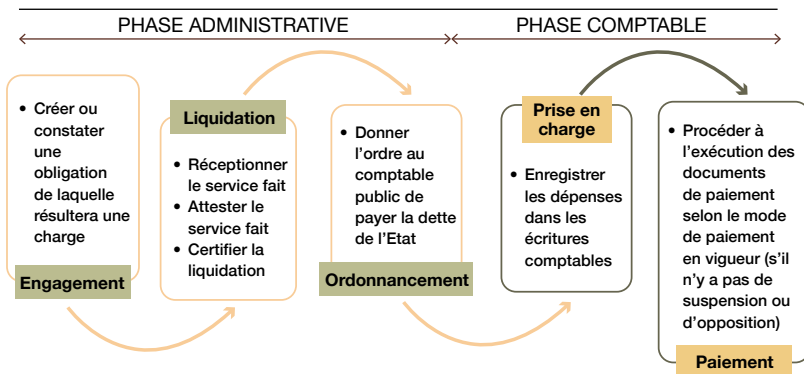 PHASE ADMINISTRATIVE
PHASE COMPTABLE
• Créer ou
constater
une
obligation
de laquelle
résultera une
charge
Engagement
Liquidation
• Réceptionner
le service fait
• Attester le
service fait
• Certifier la
liquidation
• Donner
l’ordre au
comptable
public de
payer la dette
de l’Etat
Ordonnancement
Prise en
charge
• Enregistrer
les dépenses
dans les
écritures
comptables
• Procéder à
l’exécution des
documents
de paiement
selon le mode
de paiement
en vigueur (s’il
n’y a pas de
suspension ou
d’opposition)
Paiement